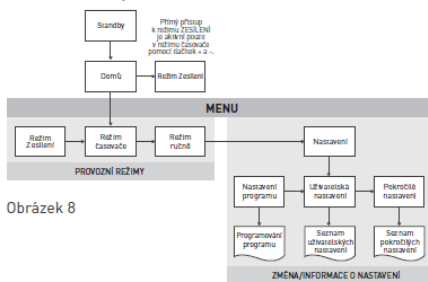 Standby
Přímý přístup
k režimu ZESÍLENÍ
je aktivní pouze
v režimu časovače
pomocí tlačítek + a -.
Domů
Režim Zesílení
MENU
Režim
Zesílení
Režim
časovače
Režim
ručně
Nastavení
PROVOZNÍ REŽIMY
Nastavení
programu
Uživatelská
nastavení
Pokročilé
nastavení
Obrázek 8
Programování
programu
Seznam
uživatelských
nastavení
Seznam
pokročilých
nastavení
ZMĚNA/INFORMACE O NASTAVENÍ